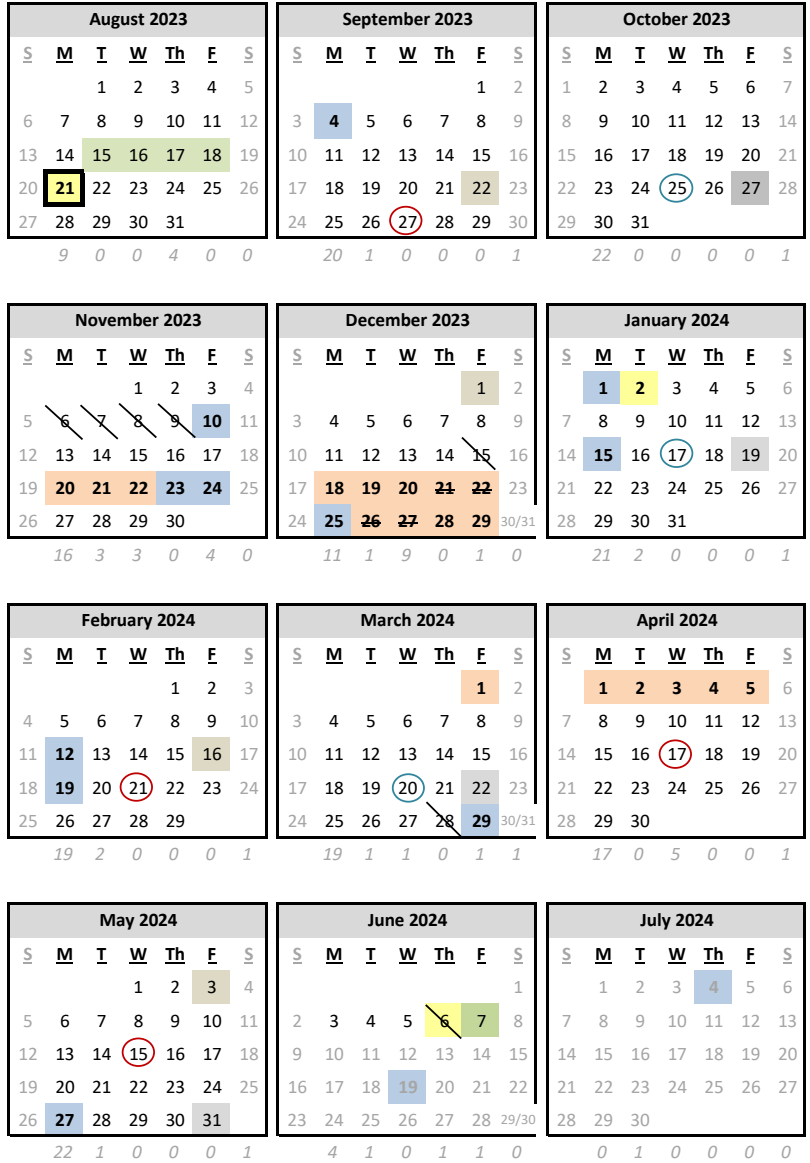 August 2023
S M T W Th F S
1 2 3 4 5
6 7 8 9 10 11 12
13 14 15 16 17 18 19
20 21 22 23 24 25 26
27 28 29 30 31
9 0 0 4 0 0
September 2023
S M T W Th F S
1 2
3 4 5 6 7 8 9
10 11 12 13 14 15 16
17 18 19 20 21 22 23
24 25 26 27 28 29 30
20 1 0 0 0 1
October 2023
S M T W Th F S
1 2 3 4 5 6 7
8 9 10 11 12 13 14
15 16 17 18 19 20 21
22 23 24 25 26 27 28
29 30 31
22 0 0 0 0 1
November 2023
S M T W Th F S
1 2 3 4
5 6 7 8 9 10 11
12 13 14 15 16 17 18
19 20 21 22 23 24 25
26 27 28 29 30
16 3 3 0 4 0
December 2023
S M T W Th F S
1 2
3 4 5 6 7 8 9
10 11 12 13 14 15 16
17 18 19 20 21 22 23
24 25 26 27 28 29 30/31
11 1 9 0 1 0
January 2024
S M T W Th F S
1 2 3 4 5 6
7 8 9 10 11 12 13
14 15 16 17 18 19 20
21 22 23 24 25 26 27
28 29 30 31
21 2 0 0 0 1
February 2024
S M T W Th F S
1 2 3
4 5 6 7 8 9 10
11 12 13 14 15 16 17
18 19 20 21 22 23 24
25 26 27 28 29
19 2 0 0 0 1
March 2024
S M T W Th F S
1 2
3 4 5 6 7 8 9
10 11 12 13 14 15 16
17 18 19 20 21 22 23
24 25 26 27 28 29 30/31
19 1 1 0 1 1
April 2024
S M T W Th F S
1 2 3 4 5 6
7 8 9 10 11 12 13
14 15 16 17 18 19 20
21 22 23 24 25 26 27
28 29 30
17 0 5 0 0 1
May 2024
S M T W Th F S
1 2 3 4
5 6 7 8 9 10 11
12 13 14 15 16 17 18
19 20 21 22 23 24 25
26 27 28 29 30 31
22 1 0 0 0 1
June 2024
S M T W Th F S
1
2 3 4 5 6 7 8
9 10 11 12 13 14 15
16 17 18 19 20 21 22
23 24 25 26 27 28 29/30
4 1 0 1 1 0
July 2024
S M T W Th F S
1 2 3 4 5 6
7 8 9 10 11 12 13
14 15 16 17 18 19 20
21 22 23 24 25 26 27
28 29 30
0 1 0 0 0 0